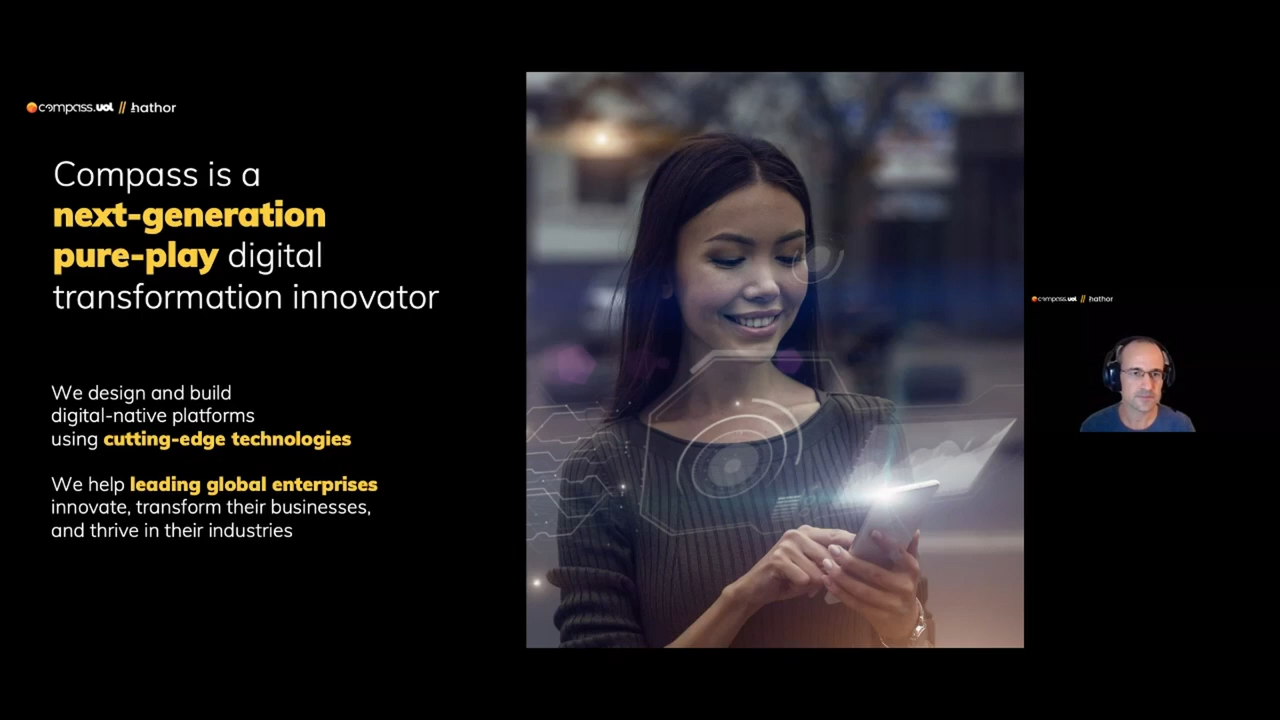 compass.uol // hathor
Compass is a
next-generation
pure-play digital
transformation innovator
We design and build
digital-native platforms
using cutting-edge technologies
We help leading global enterprises
innovate, transform their businesses,
and thrive in their industries
compass.uol // hathor